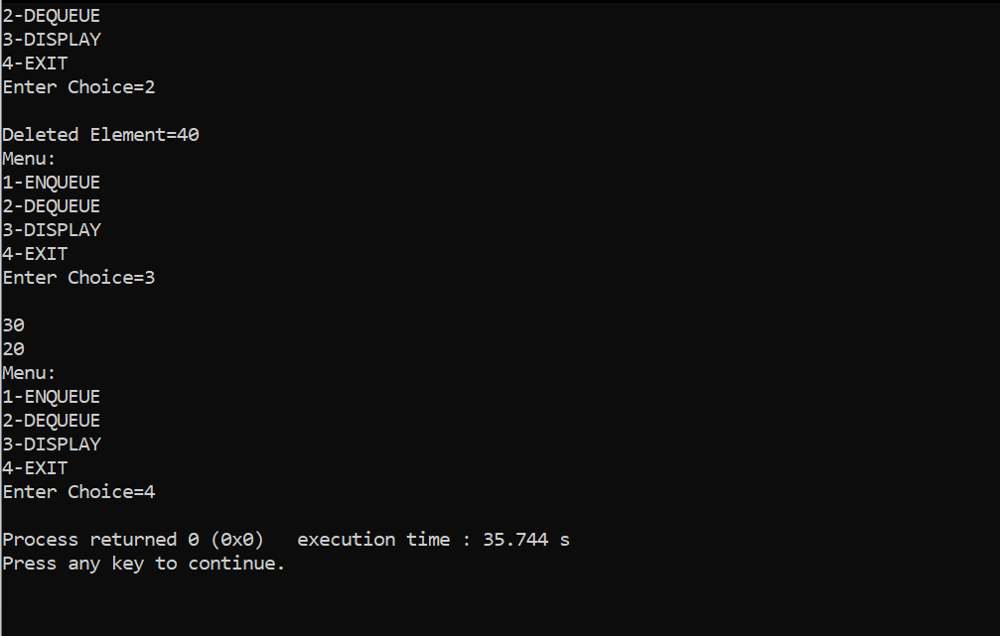 2-DEQUEUE
3-DISPLAY
4-EXIT
Enter Choice=2
Deleted Element=40
Menu:
1-ENQUEUE
2-DEQUEUE
3-DISPLAY
4-EXIT
Enter Choice=3
30
20
Menu:
1-ENQUEUE
2-DEQUEUE
3-DISPLAY
4-EXIT
Enter Choice=4
Process returned 0 (0x0)   execution time : 35.744 s
Press any key to continue.